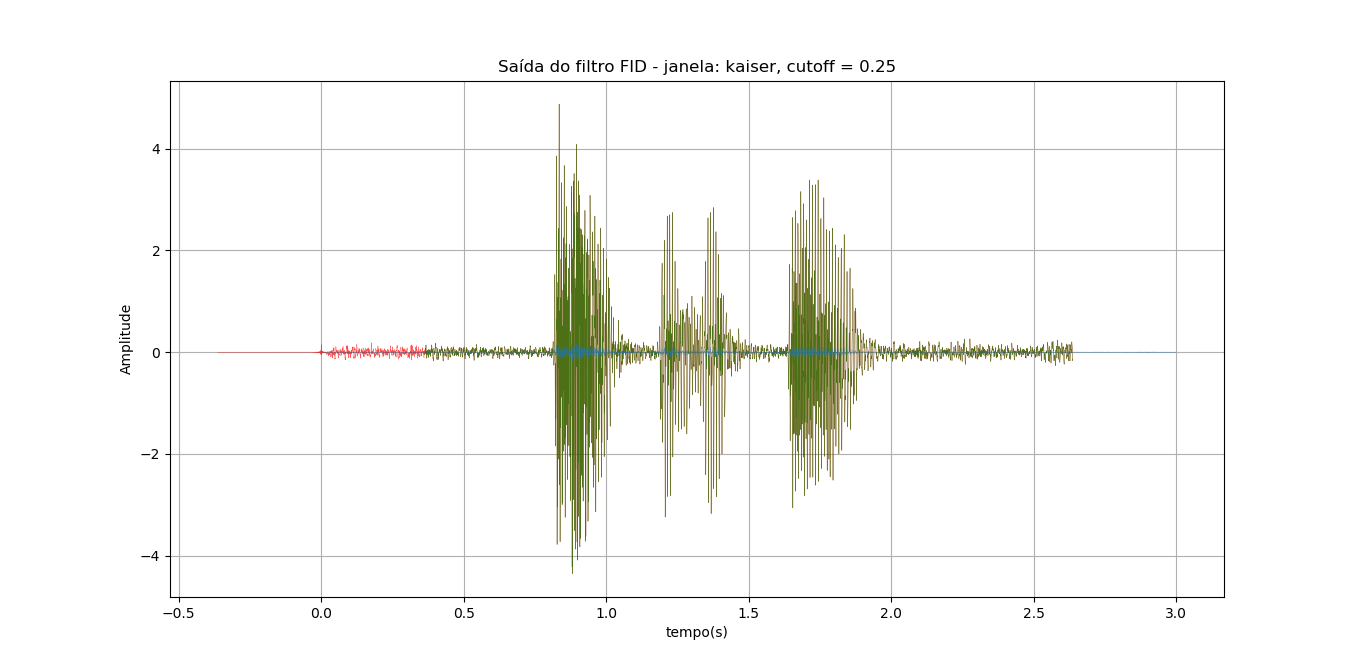 Saída do filtro FID - janela: kaiser, cutoff = 0.25
Amplitude
4
2
0
−2
−4
−0.5 0.0 0.5 1.0 1.5 2.0 2.5 3.0
tempo(s)